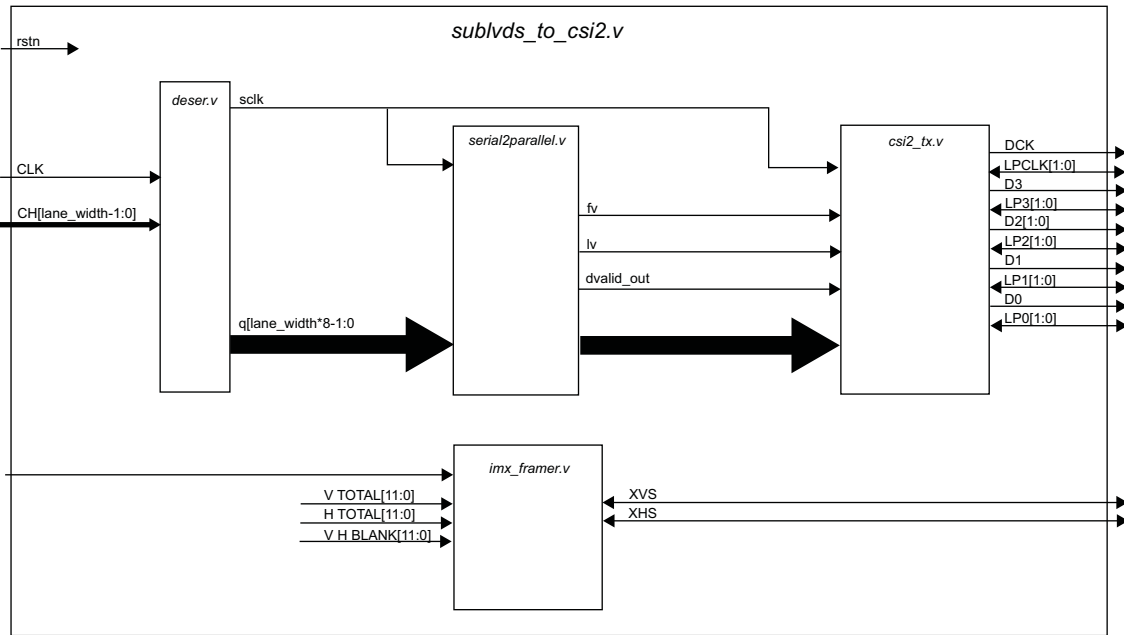 sublvds_to_csi2.v
rstn
deser.v
sclk
serial2parallel.v
csi2_tx.v
DCK
LPCLK[1:0]
CLK
D3
CH[lane_width-1:0]
fv
LP3[1:0]
D2[1:0]
lv
LP2[1:0]
D1
dvalid_out
LP1[1:0]
D0
q[lane_width*8-1:0
LP0[1:0]
imx_framer.v
V TOTAL[11:0]
XVS
H TOTAL[11:0]
XHS
V H BLANK[11:0]